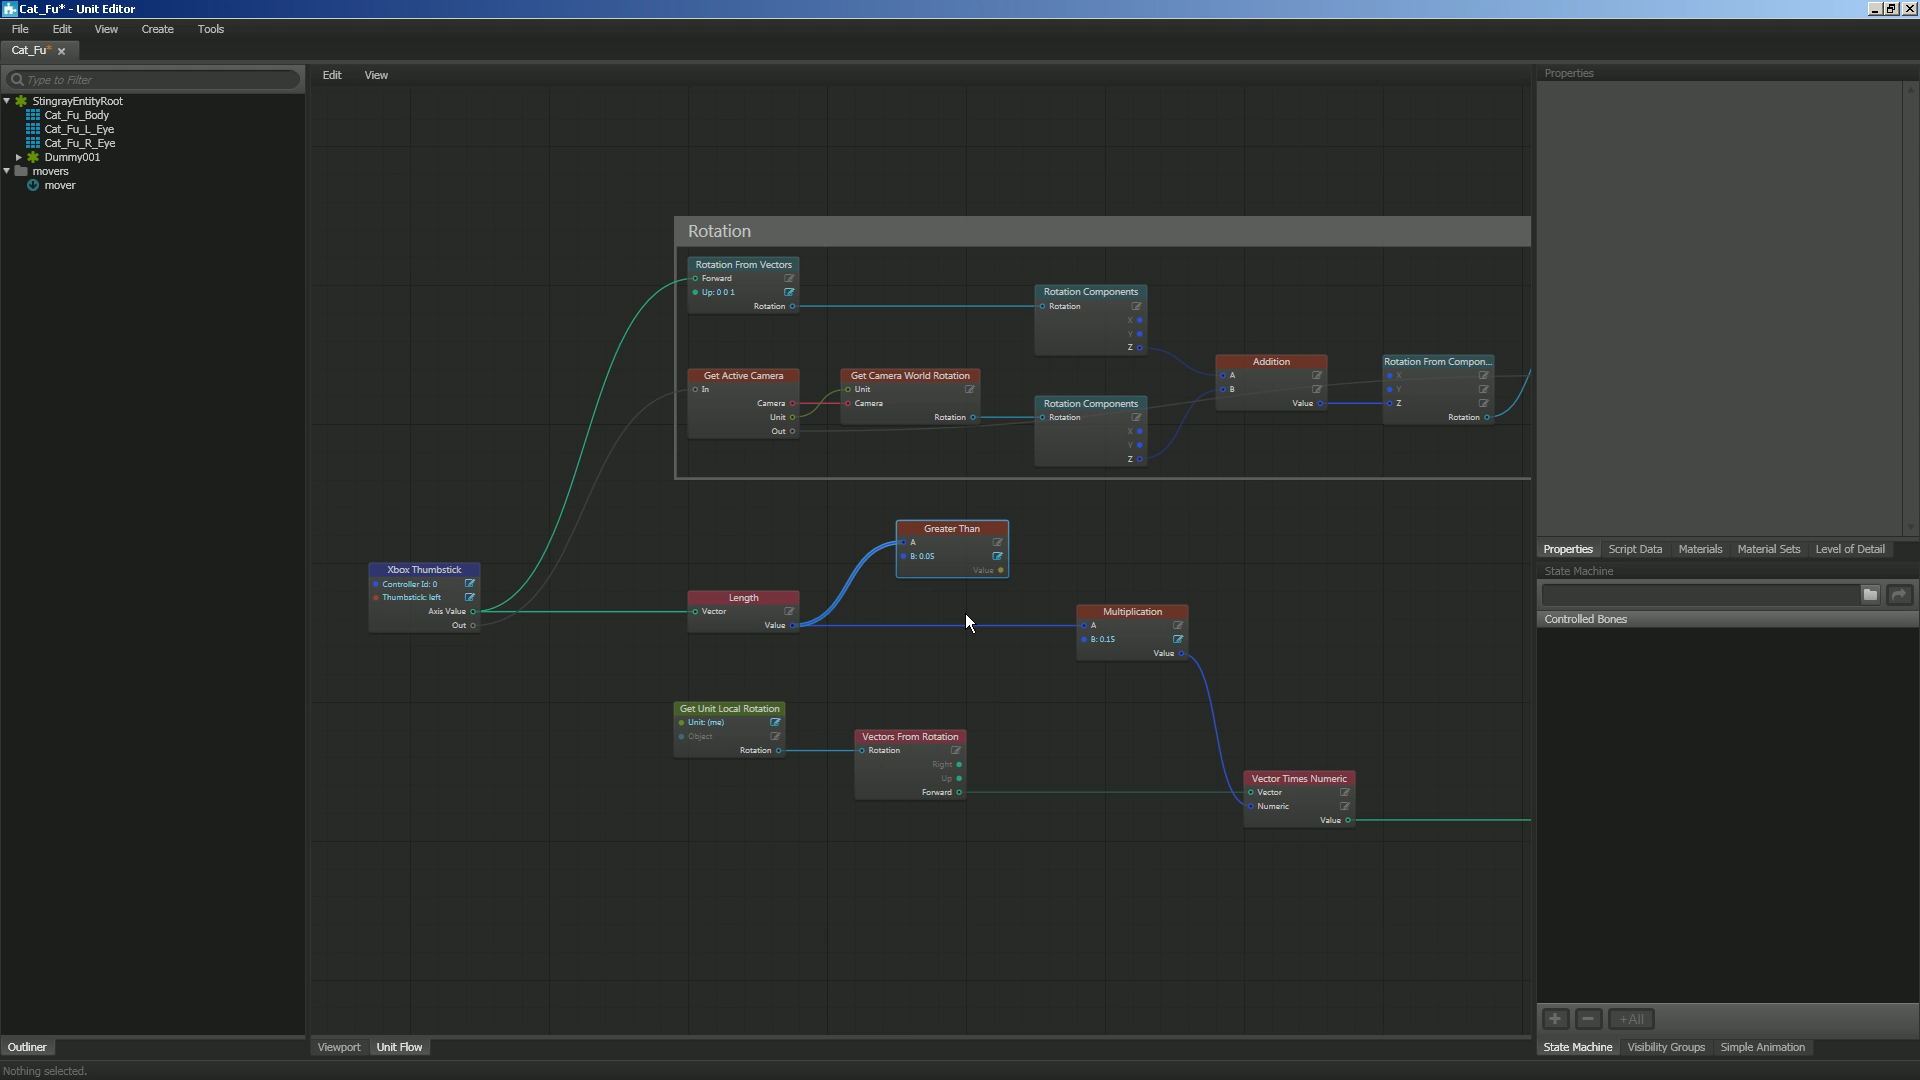 Cat_Fu* - Unit Editor
File Edit View Create Tools
Cat_Fu*
Type to Filter
StingrayEntityRoot
Cat_Fu_Body
Cat_Fu_L_Eye
Cat_Fu_R_Eye
Dummy001
movers
mover
Outliner
Nothing selected.
Edit View
Rotation
Rotation From Vectors
Forward
Up: 0 0 1
Rotation
Rotation Components
Rotation
X
Y
Z
Get Active Camera
In
Camera
Unit
Out
Get Camera World Rotation
Unit
Camera
Rotation
Rotation Components
Rotation
X
Y
Z
Addition
A
B
Value
Rotation From Compon...
X
Y
Z
Rotation
Greater Than
A
B: 0.05
Value
Xbox Thumbstick
Controller Id: 0
Thumbstick: left
Axis Value
Out
Length
Vector
Value
Multiplication
A
B: 0.15
Value
Get Unit Local Rotation
Unit: (me)
Object
Rotation
Vectors From Rotation
Rotation
Right
Up
Forward
Vector Times Numeric
Vector
Numeric
Value
Viewport Unit Flow
Properties
Properties Script Data Materials Material Sets Level of Detail
State Machine
Controlled Bones
+All
State Machine Visibility Groups Simple Animation